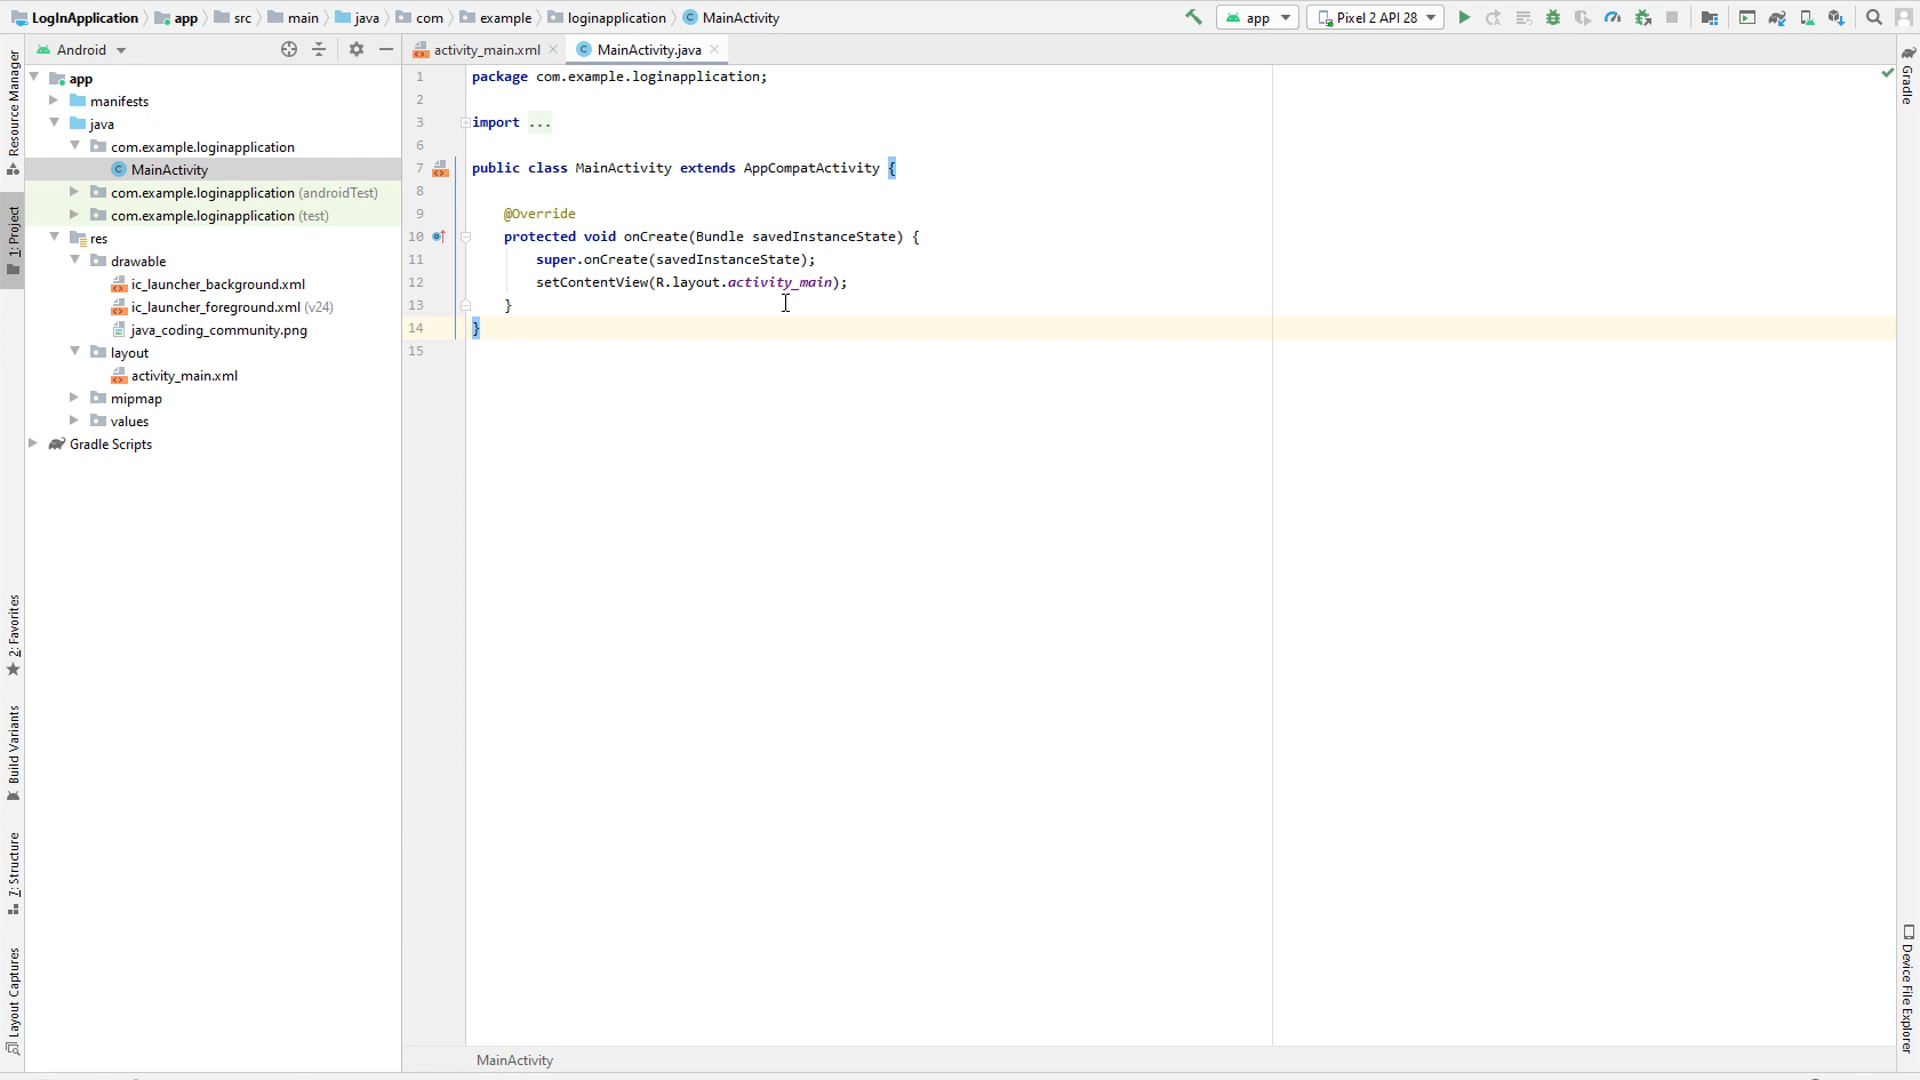 LogInApplication app src main java com example loginapplication MainActivity app Pixel 2 API 28
Android
activity_main.xml MainActivity.java
app
manifests
java
com.example.loginapplication
MainActivity
com.example.loginapplication (androidTest)
com.example.loginapplication (test)
res
drawable
ic_launcher_background.xml
ic_launcher_foreground.xml (v24)
java_coding_community.png
layout
activity_main.xml
mipmap
values
Gradle Scripts
1 package com.example.loginapplication;
2
3 import ...
6
7 public class MainActivity extends AppCompatActivity {
8
9 @Override
10 protected void onCreate(Bundle savedInstanceState) {
11 super.onCreate(savedInstanceState);
12 setContentView(R.layout.activity_main);
13 }
14 }
15
MainActivity
Resource Manager
1: Project
2: Favorites
Build Variants
7: Structure
Layout Captures
Gradle
Device File Explorer